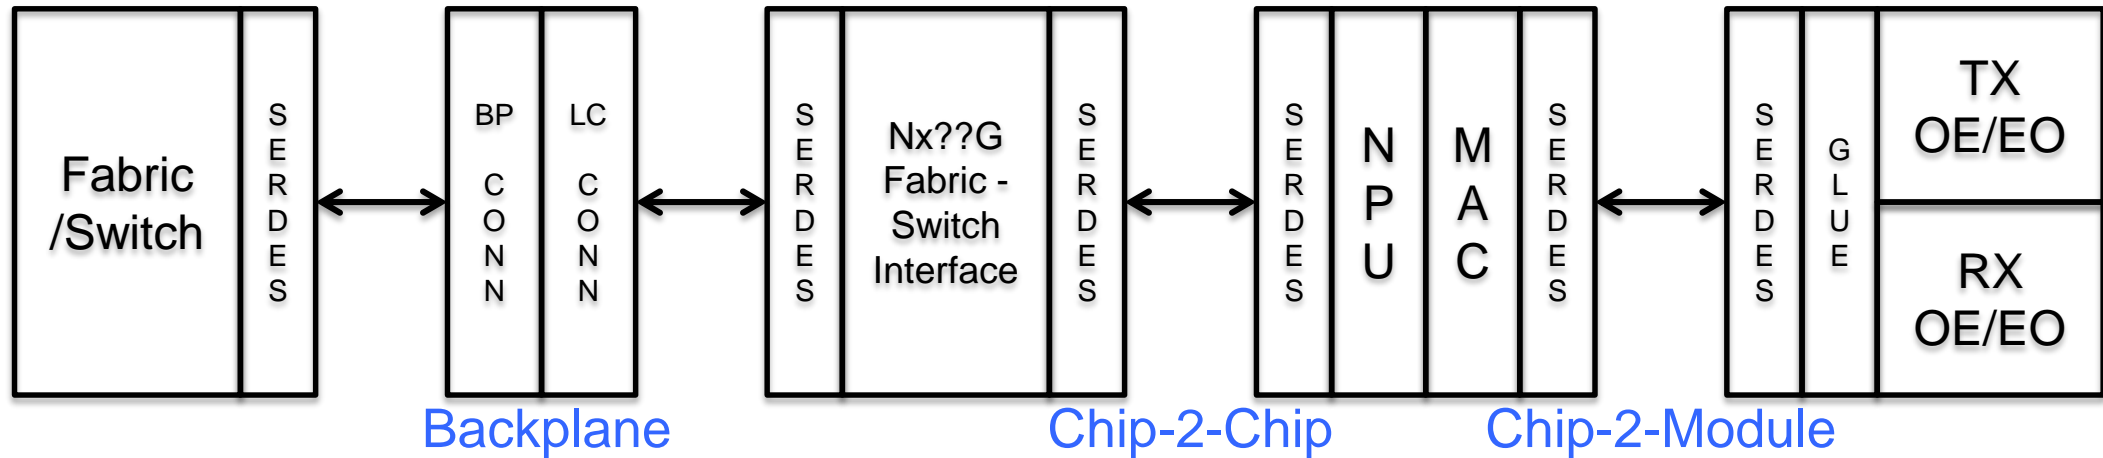 Fabric
/Switch
SERDES
BP CONN
LC CONN
SERDES
Nx??G
Fabric -
Switch
Interface
SERDES
SERDES
NPU
MAC
SERDES
SERDES
GLUE
TX
OE/EO
RX
OE/EO
Backplane
Chip-2-Chip
Chip-2-Module